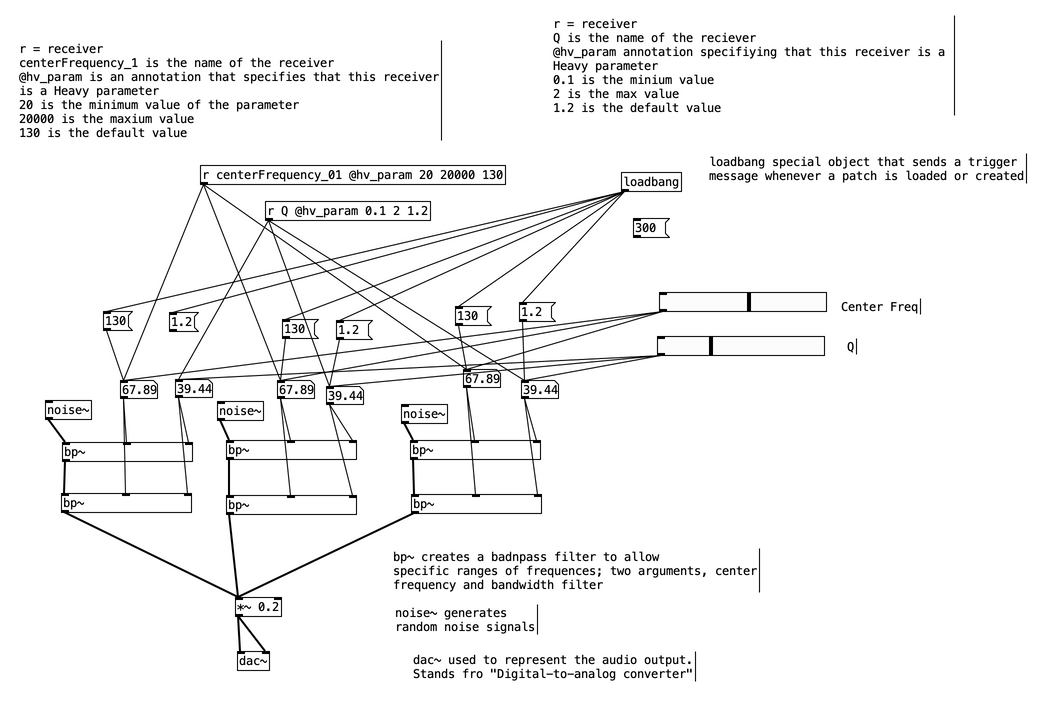 r = receiver
centerFrequency_1 is the name of the receiver
@hv_param is an annotation that specifies that this receiver
is a Heavy parameter
20 is the minimum value of the parameter
20000 is the maxium value
130 is the default value
r = receiver
Q is the name of the reciever
@hv_param annotation specifiying that this receiver is a
Heavy parameter
0.1 is the minium value
2 is the max value
1.2 is the default value
loadbang special object that sends a trigger
message whenever a patch is loaded or created
r centerFrequency_01 @hv_param 20 20000 130
loadbang
r Q @hv_param 0.1 2 1.2
300
130
1.2
130
1.2
130
1.2
Center Freq
Q
67.89
39.44
67.89
39.44
67.89
39.44
noise~
noise~
noise~
bp~
bp~
bp~
bp~
bp~
bp~
bp~ creates a badnpass filter to allow
specific ranges of frequences; two arguments, center
frequency and bandwidth filter
*~ 0.2
noise~ generates
random noise signals
dac~
dac~ used to represent the audio output.
Stands fro "Digital-to-analog converter"